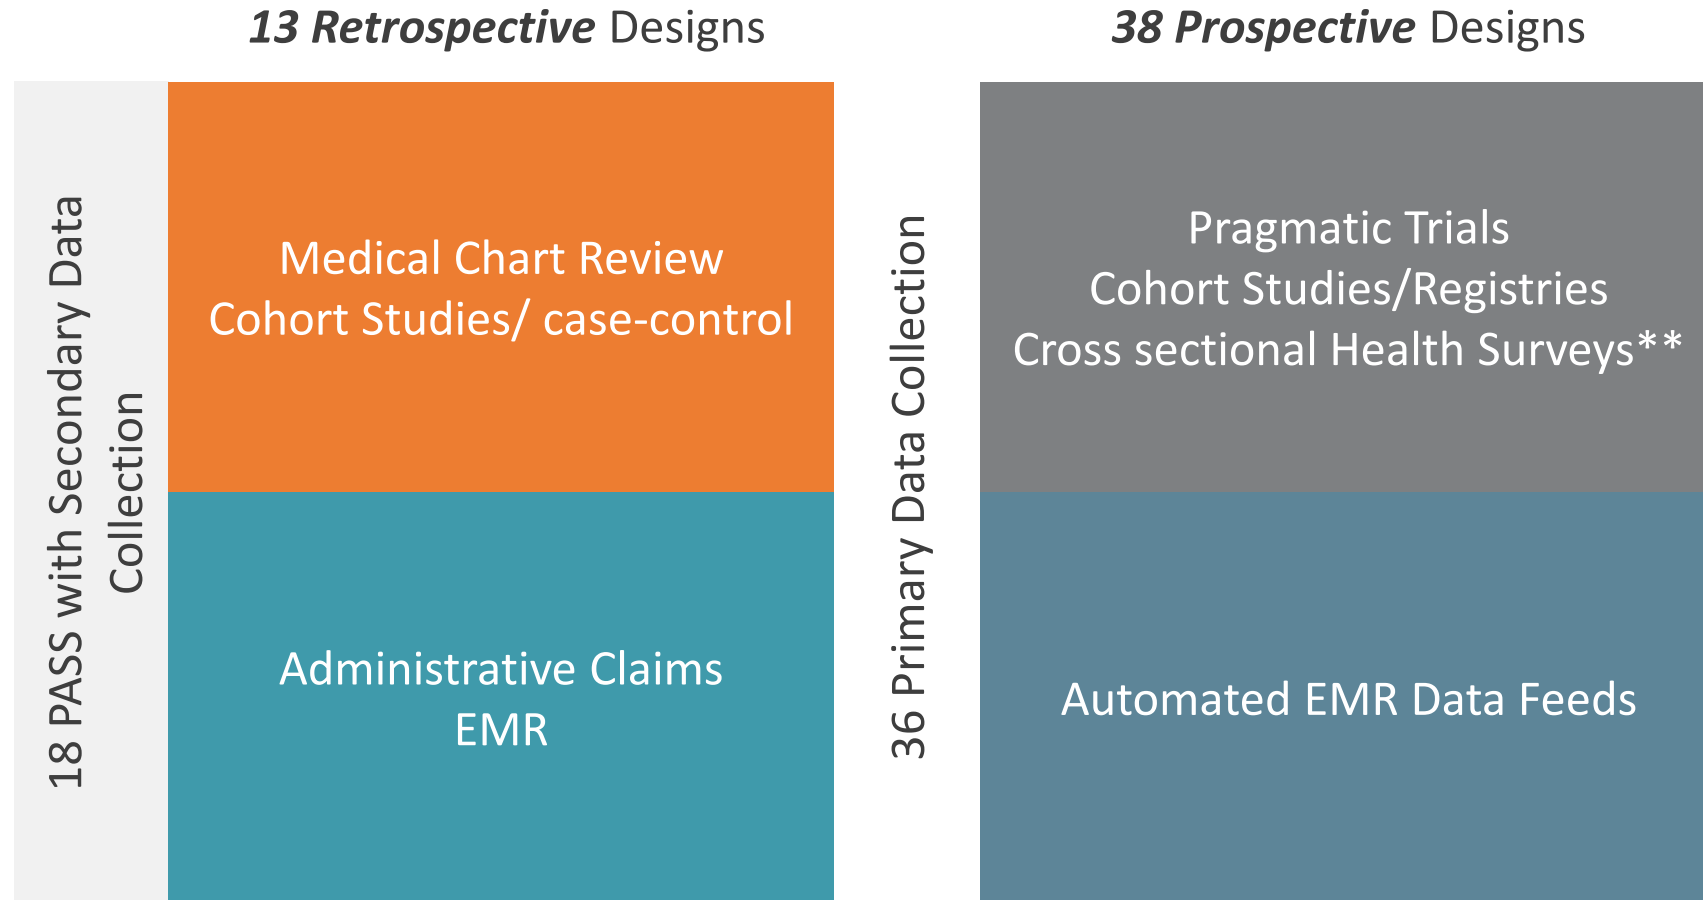 13 Retrospective Designs
38 Prospective Designs
18 PASS with Secondary Data
Collection
Medical Chart Review
Cohort Studies/ case-control
Administrative Claims
EMR
36 Primary Data Collection
Pragmatic Trials
Cohort Studies/Registries
Cross sectional Health Surveys**
Automated EMR Data Feeds